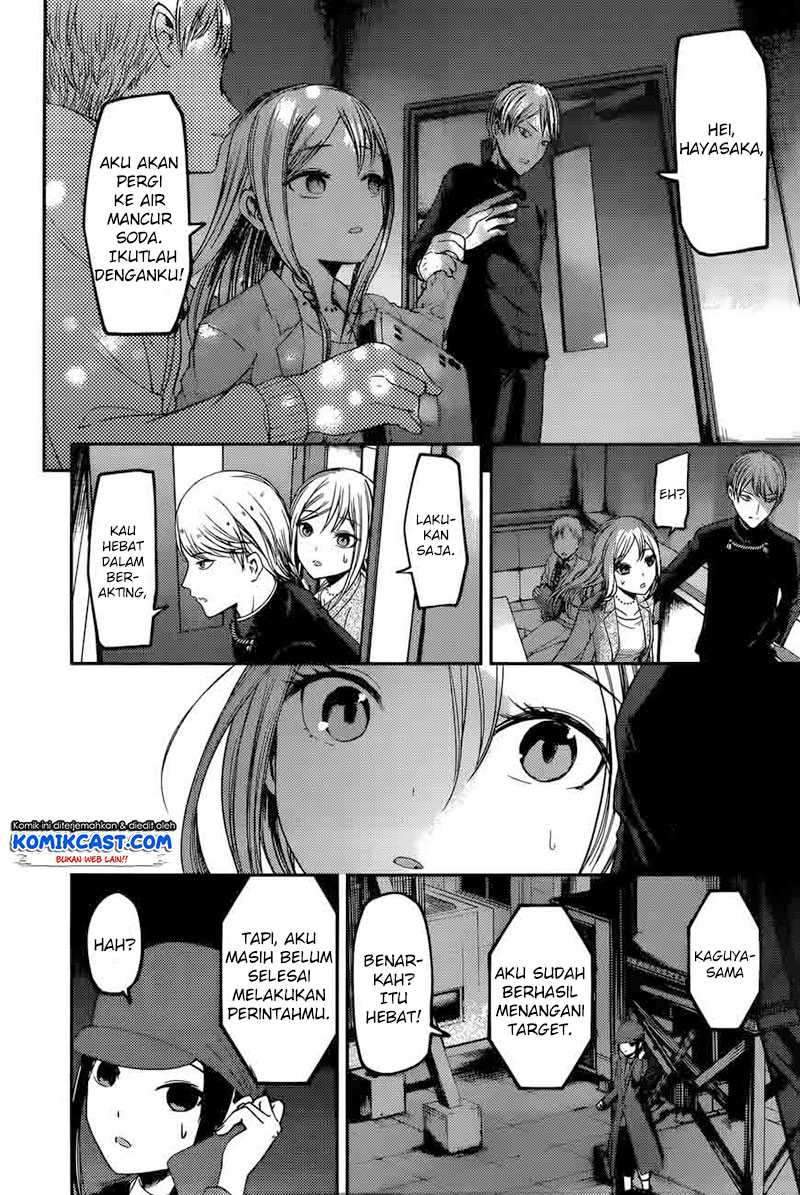 HEI,
HAYASAKA,
AKU AKAN
PERGI
KE AIR
MANCUR
SODA.
IKUTLAH
DENGANKU!
EH?
LAKU-
KAN
SAJA.
KAU
HEBAT
DALAM
BER-
AKTING,
Komik ini diterjemahkan & diedit oleh
KOMIKCAST.COM
BUKAN WEB LAIN!!
KAGUYA-
SAMA
AKU SUDAH
BERHASIL
MENANGANI
TARGET.
BENAR-
KAH?
ITU
HEBAT!
TAPI, AKU
MASIH BELUM
SELESAI
MELAKUKAN
PERINTAHMU.
HAH?